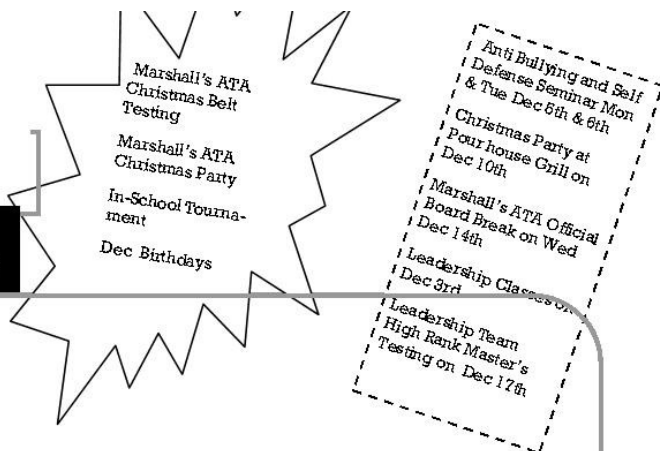 Marshall's ATA
Christmas Belt
Testing
Marshall's ATA
Christmas Party
In-School Tourna-
ment
Dec Birthdays
Anti Bullying and Self
Defense Seminar Mon
& Tue Dec 5th & 6th
Christmas Party at
Pour house Grill on
Dec 10th
Marshall's ATA Official
Board Break on Wed
Dec 14th
Leadership Classes on
Dec 3rd
Leadership Team
High Rank Master's
Testing on Dec 17th